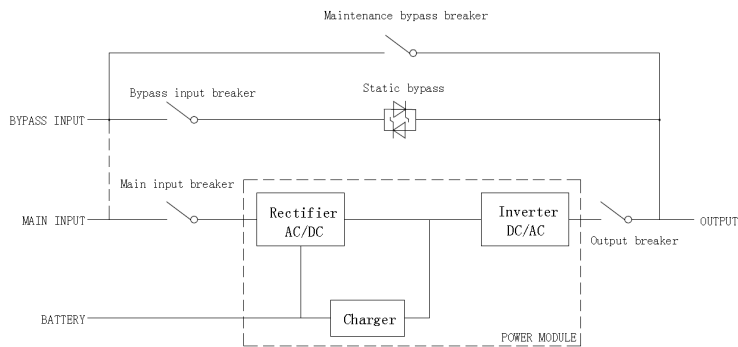 Maintenance bypass breaker
Bypass input breaker
Static bypass
BYPASS INPUT
Main input breaker
Rectifier
AC/DC
Inverter
DC/AC
MAIN INPUT
OUTPUT
Output breaker
BATTERY
Charger
POWER MODULE